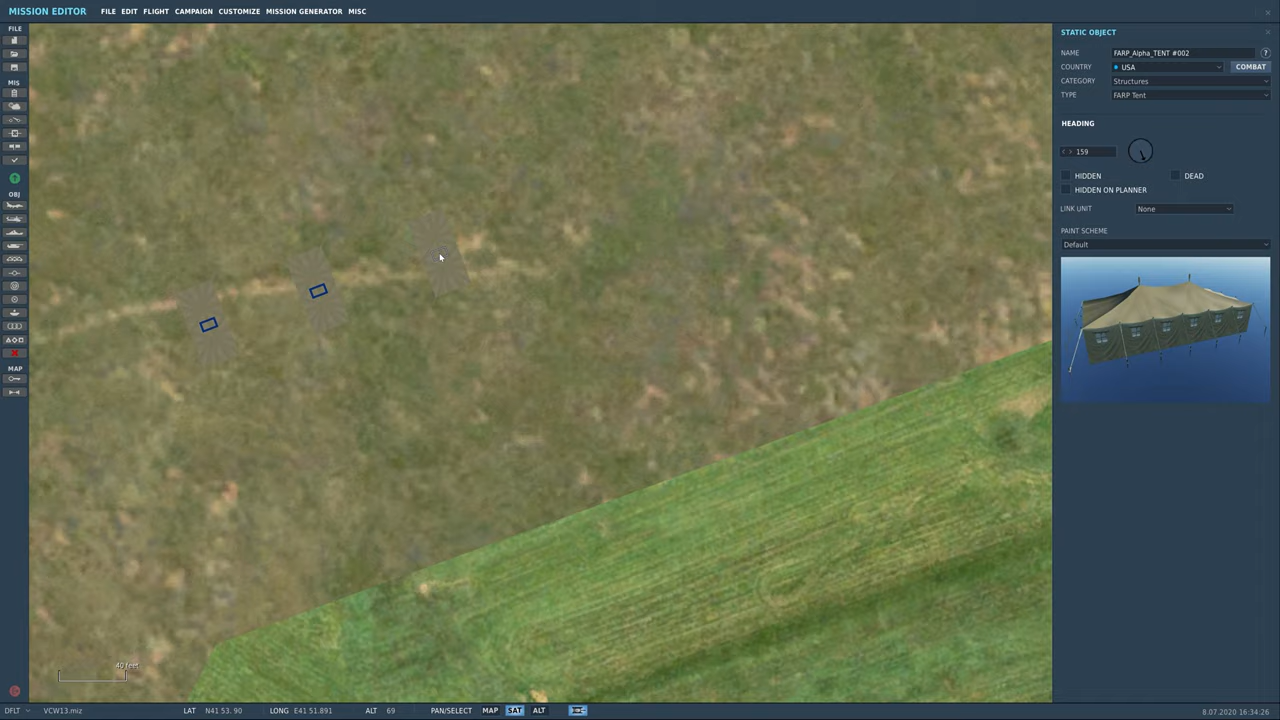 MISSION EDITOR FILE EDIT FLIGHT CAMPAIGN CUSTOMIZE MISSION GENERATOR MISC
FILE
MIS
OBJ
MAP
STATIC OBJECT
NAME FARP_Alpha_TENT #002 ?
COUNTRY USA COMBAT
CATEGORY Structures
TYPE FARP Tent
HEADING
159
HIDDEN DEAD
HIDDEN ON PLANNER
LINK UNIT None
PAINT SCHEME
Default
40 feet
DFLT VCW13.miz LAT N41 53. 90 LONG E41 51.891 ALT 69 PAN/SELECT MAP SAT ALT 8.07.2020 16:34:26